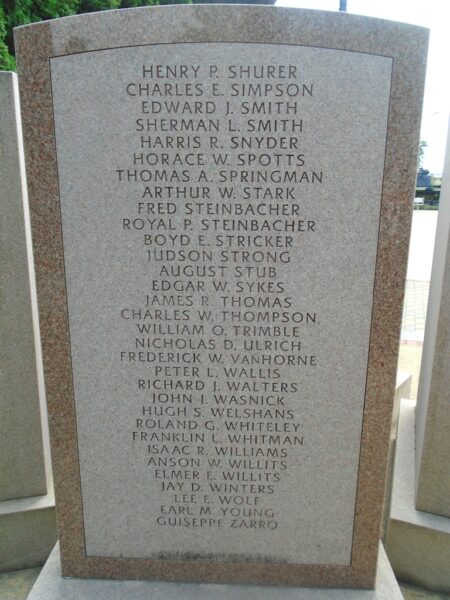 HENRY P. SHURER
CHARLES E. SIMPSON
EDWARD J. SMITH
SHERMAN L. SMITH
HARRIS R. SNYDER
HORACE W. SPOTTS
THOMAS A. SPRINGMAN
ARTHUR W. STARK
FRED STEINBACHER
ROYAL P. STEINBACHER
BOYD E. STRICKER
JUDSON STRONG
AUGUST STUB
EDGAR W. SYKES
JAMES R. THOMAS
CHARLES W. THOMPSON
WILLIAM O. TRIMBLE
NICHOLAS D. ULRICH
FREDERICK W. VANHORNE
PETER L. WALLIS
RICHARD J. WALTERS
JOHN J. WASNICK
HUGH S. WELSHANS
ROLAND G. WHITELEY
FRANKLIN L. WHITMAN
ISAAC R. WILLIAMS
ANSON W. WILLITS
ELMER E. WILLITS
JAY D. WINTERS
LEE E. WOLF
EARL M. YOUNG
GUISEPPE ZARRO